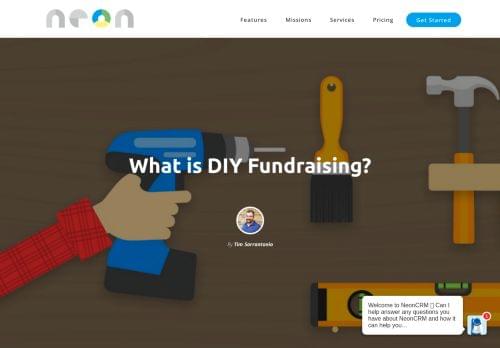 neon
Features
Missions
Services
Pricing
Get Started
What is DIY Fundraising?
By Tim Sarrantonio
Welcome to NeonCRM ▯ Can I
help answer any questions you
have about NeonCRM and how it
can help you...
1